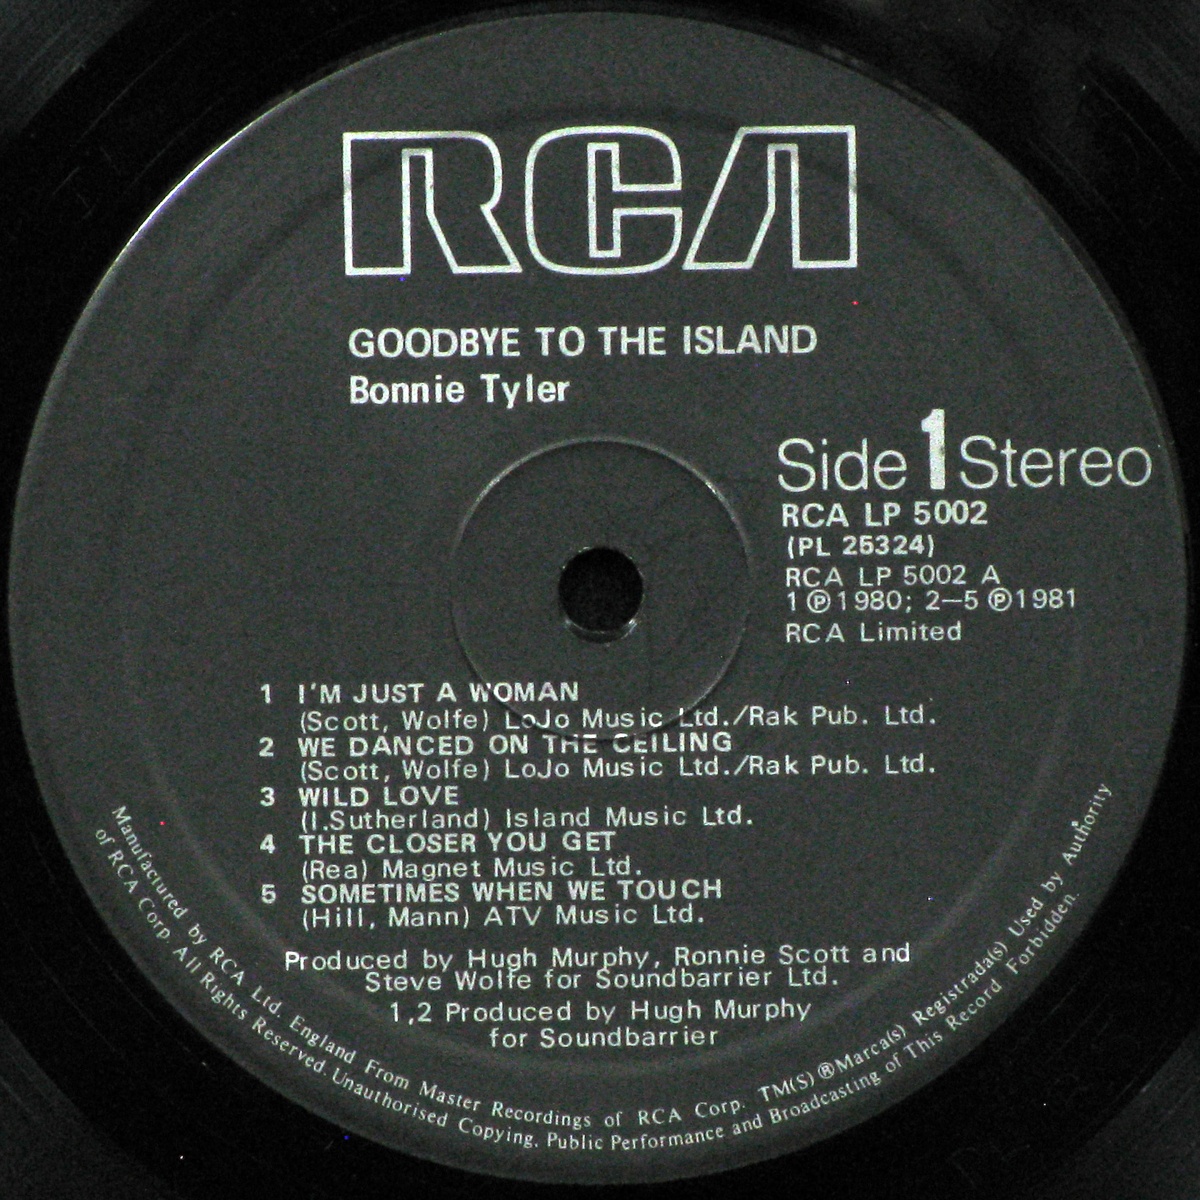 RCA
GOODBYE TO THE ISLAND
Bonnie Tyler
Side 1 Stereo
RCA LP 5002
(PL 25324)
RCA LP 5002 A
1 ℗ 1980; 2—5 ℗ 1981
RCA Limited
1 I'M JUST A WOMAN
(Scott, Wolfe) LoJo Music Ltd./Rak Pub. Ltd.
2 WE DANCED ON THE CEILING
(Scott, Wolfe) LoJo Music Ltd./Rak Pub. Ltd.
3 WILD LOVE
(I.Sutherland) Island Music Ltd.
4 THE CLOSER YOU GET
(Rea) Magnet Music Ltd.
5 SOMETIMES WHEN WE TOUCH
(Hill, Mann) ATV Music Ltd.
Produced by Hugh Murphy, Ronnie Scott and
Steve Wolfe for Soundbarrier Ltd.
1,2 Produced by Hugh Murphy
for Soundbarrier
Manufactured by RCA Ltd. England From Master Recordings of RCA Corp. TM(S) ® Marca(s) Registrada(s) Used by Authority
of RCA Corp. All Rights Reserved. Unauthorised Copying, Public Performance and Broadcasting of This Record Forbidden.